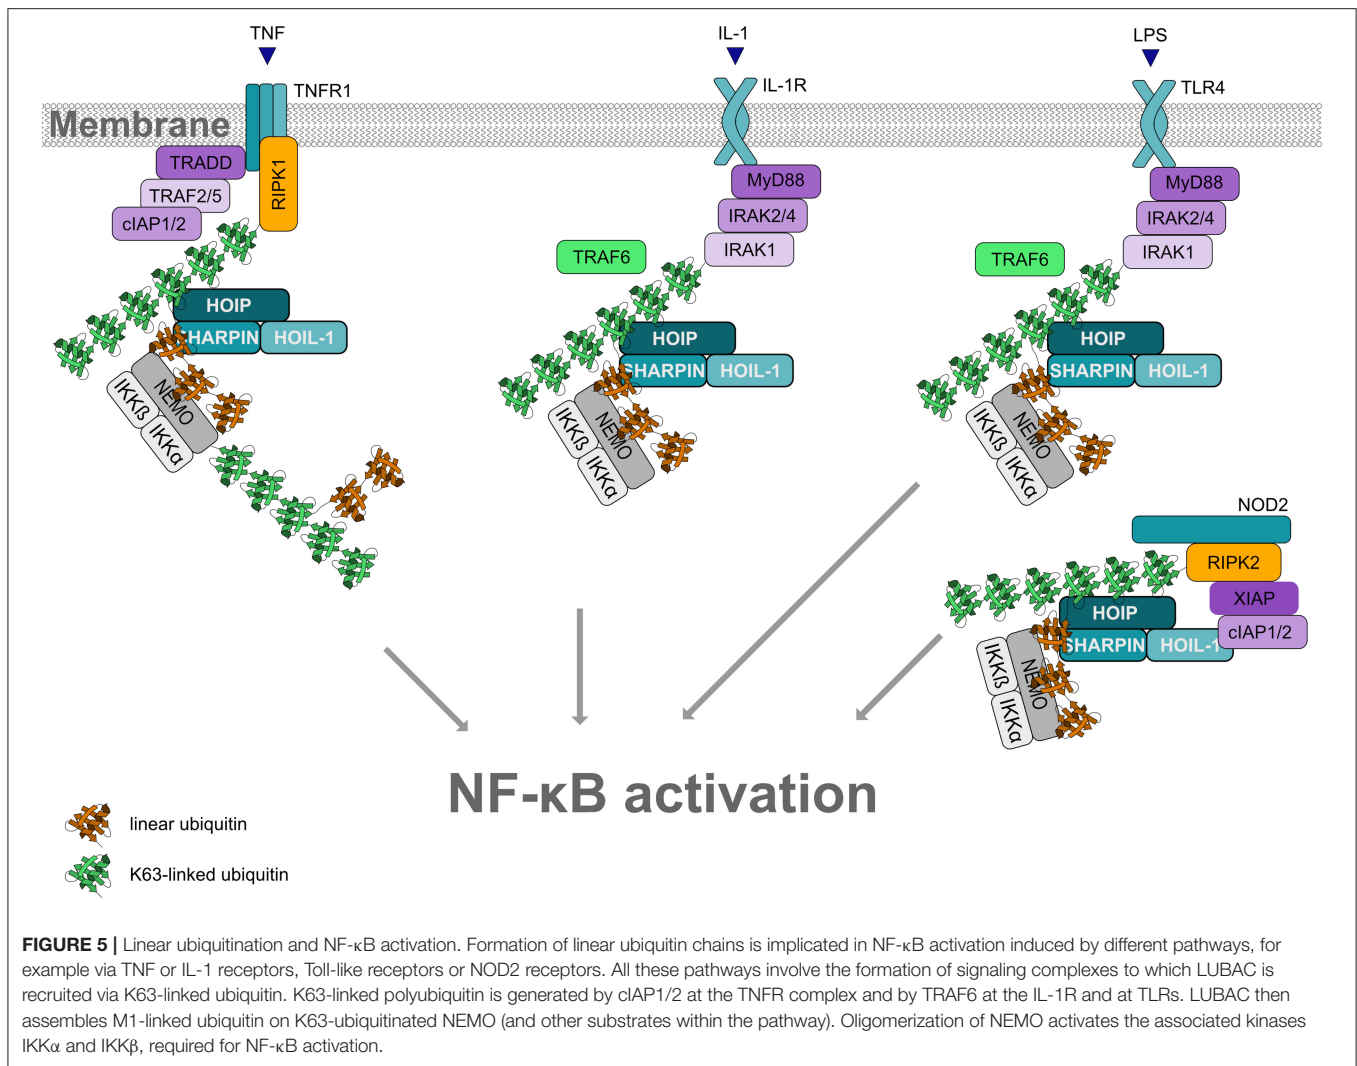 TNF
IL-1
LPS
TNFR1
IL-1R
TLR4
Membrane
TRADD
TRAF2/5
cIAP1/2
RIPK1
HOIP
SHARPIN
HOIL-1
NEMO
IKKß
IKKα
MyD88
IRAK2/4
IRAK1
TRAF6
HOIP
SHARPIN
HOIL-1
NEMO
IKKß
IKKα
MyD88
IRAK2/4
IRAK1
TRAF6
HOIP
SHARPIN
HOIL-1
NEMO
IKKß
IKKα
NOD2
RIPK2
XIAP
cIAP1/2
HOIP
SHARPIN
HOIL-1
NEMO
IKKß
IKKα
NF-κB activation
linear ubiquitin
K63-linked ubiquitin
FIGURE 5 | Linear ubiquitination and NF-κB activation. Formation of linear ubiquitin chains is implicated in NF-κB activation induced by different pathways, for
example via TNF or IL-1 receptors, Toll-like receptors or NOD2 receptors. All these pathways involve the formation of signaling complexes to which LUBAC is
recruited via K63-linked ubiquitin. K63-linked polyubiquitin is generated by cIAP1/2 at the TNFR complex and by TRAF6 at the IL-1R and at TLRs. LUBAC then
assembles M1-linked ubiquitin on K63-ubiquitinated NEMO (and other substrates within the pathway). Oligomerization of NEMO activates the associated kinases
IKKα and IKKβ, required for NF-κB activation.